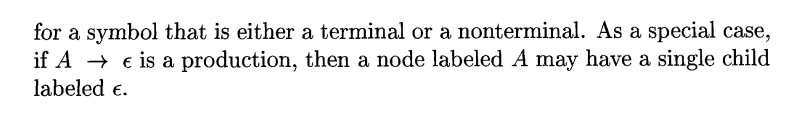 for a symbol that is either a terminal or a nonterminal. As a special case,
if A → ϵ is a production, then a node labeled A may have a single child
labeled ϵ.